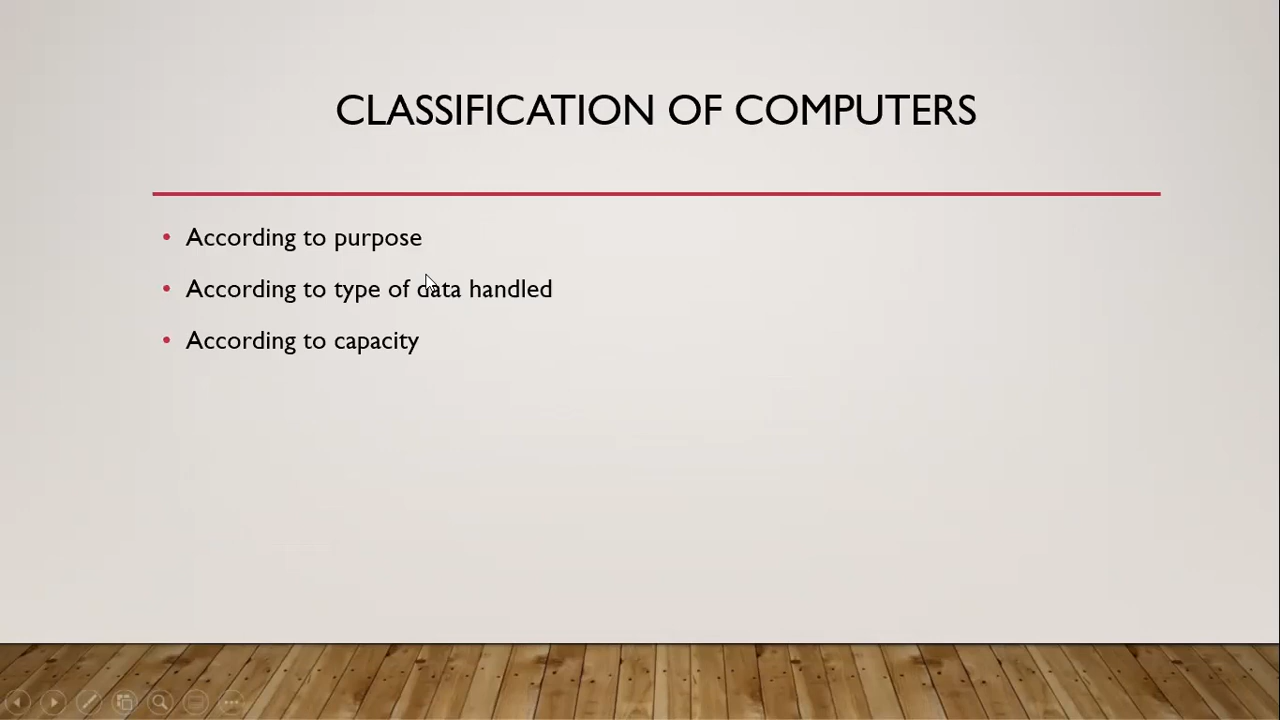 CLASSIFICATION OF COMPUTERS
• According to purpose
• According to type of data handled
• According to capacity